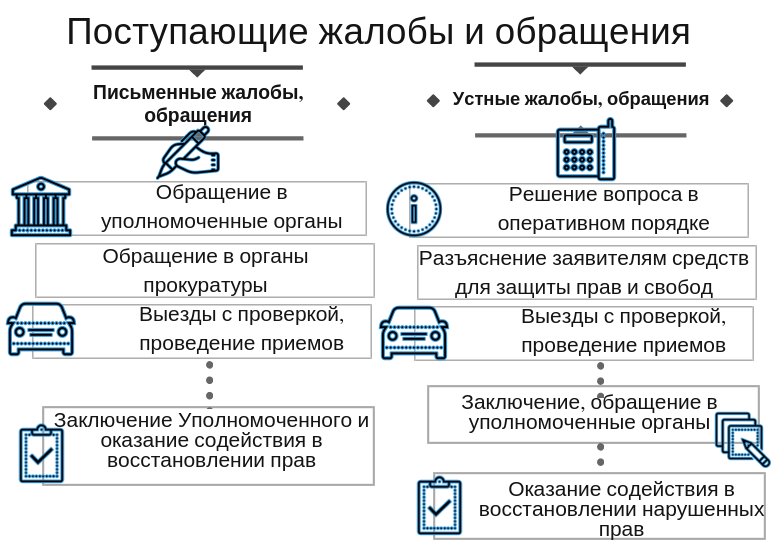 Поступающие жалобы и обращения
Письменные жалобы,
обращения
Обращение в
уполномоченные органы
Обращение в органы
прокуратуры
Выезды с проверкой,
проведение приемов
Заключение Уполномоченного и
оказание содействия в
восстановлении прав
Устные жалобы, обращения
Решение вопроса в
оперативном порядке
Разъяснение заявителям средств
для защиты прав и свобод
Выезды с проверкой,
проведение приемов
Заключение, обращение в
уполномоченные органы
Оказание содействия в
восстановлении нарушенных
прав